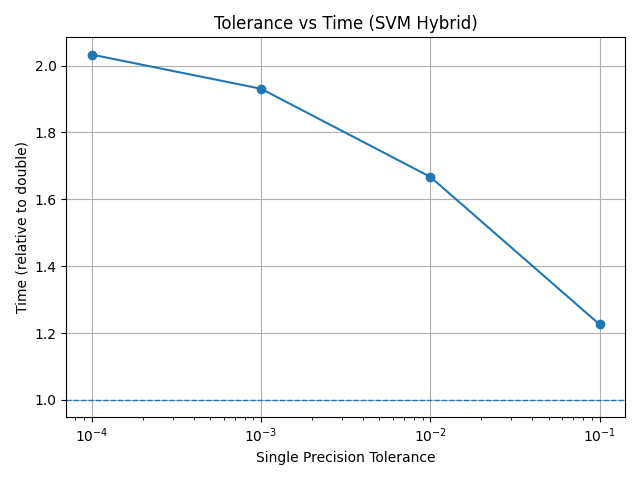 Tolerance vs Time (SVM Hybrid)
Time (relative to double)
2.0
1.8
1.6
1.4
1.2
1.0
10⁻⁴ 10⁻³ 10⁻² 10⁻¹
Single Precision Tolerance